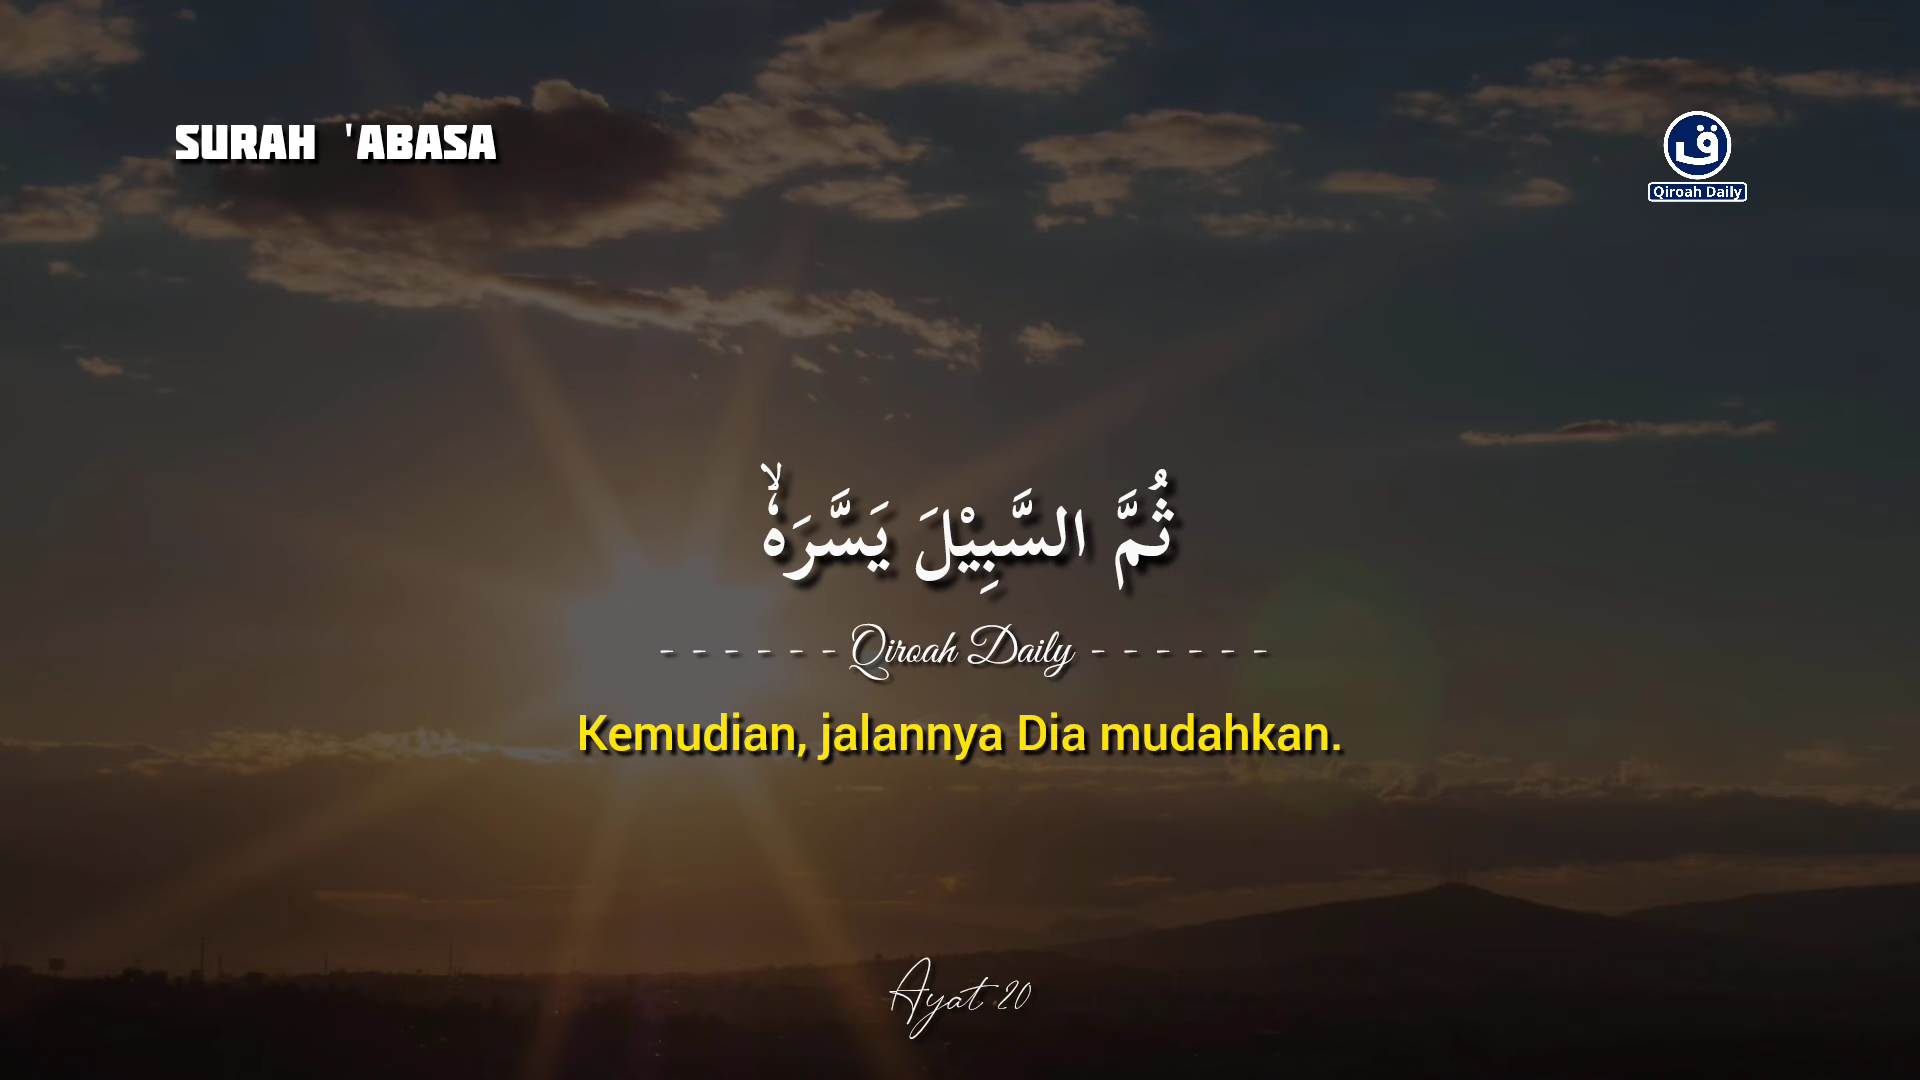 SURAH 'ABASA
ق
Qiroah Daily
ثُمَّ السَّبِيْلَ يَسَّرَهٗۙ
- - - - - - Qiroah Daily - - - - - -
Kemudian, jalannya Dia mudahkan.
Ayat 20